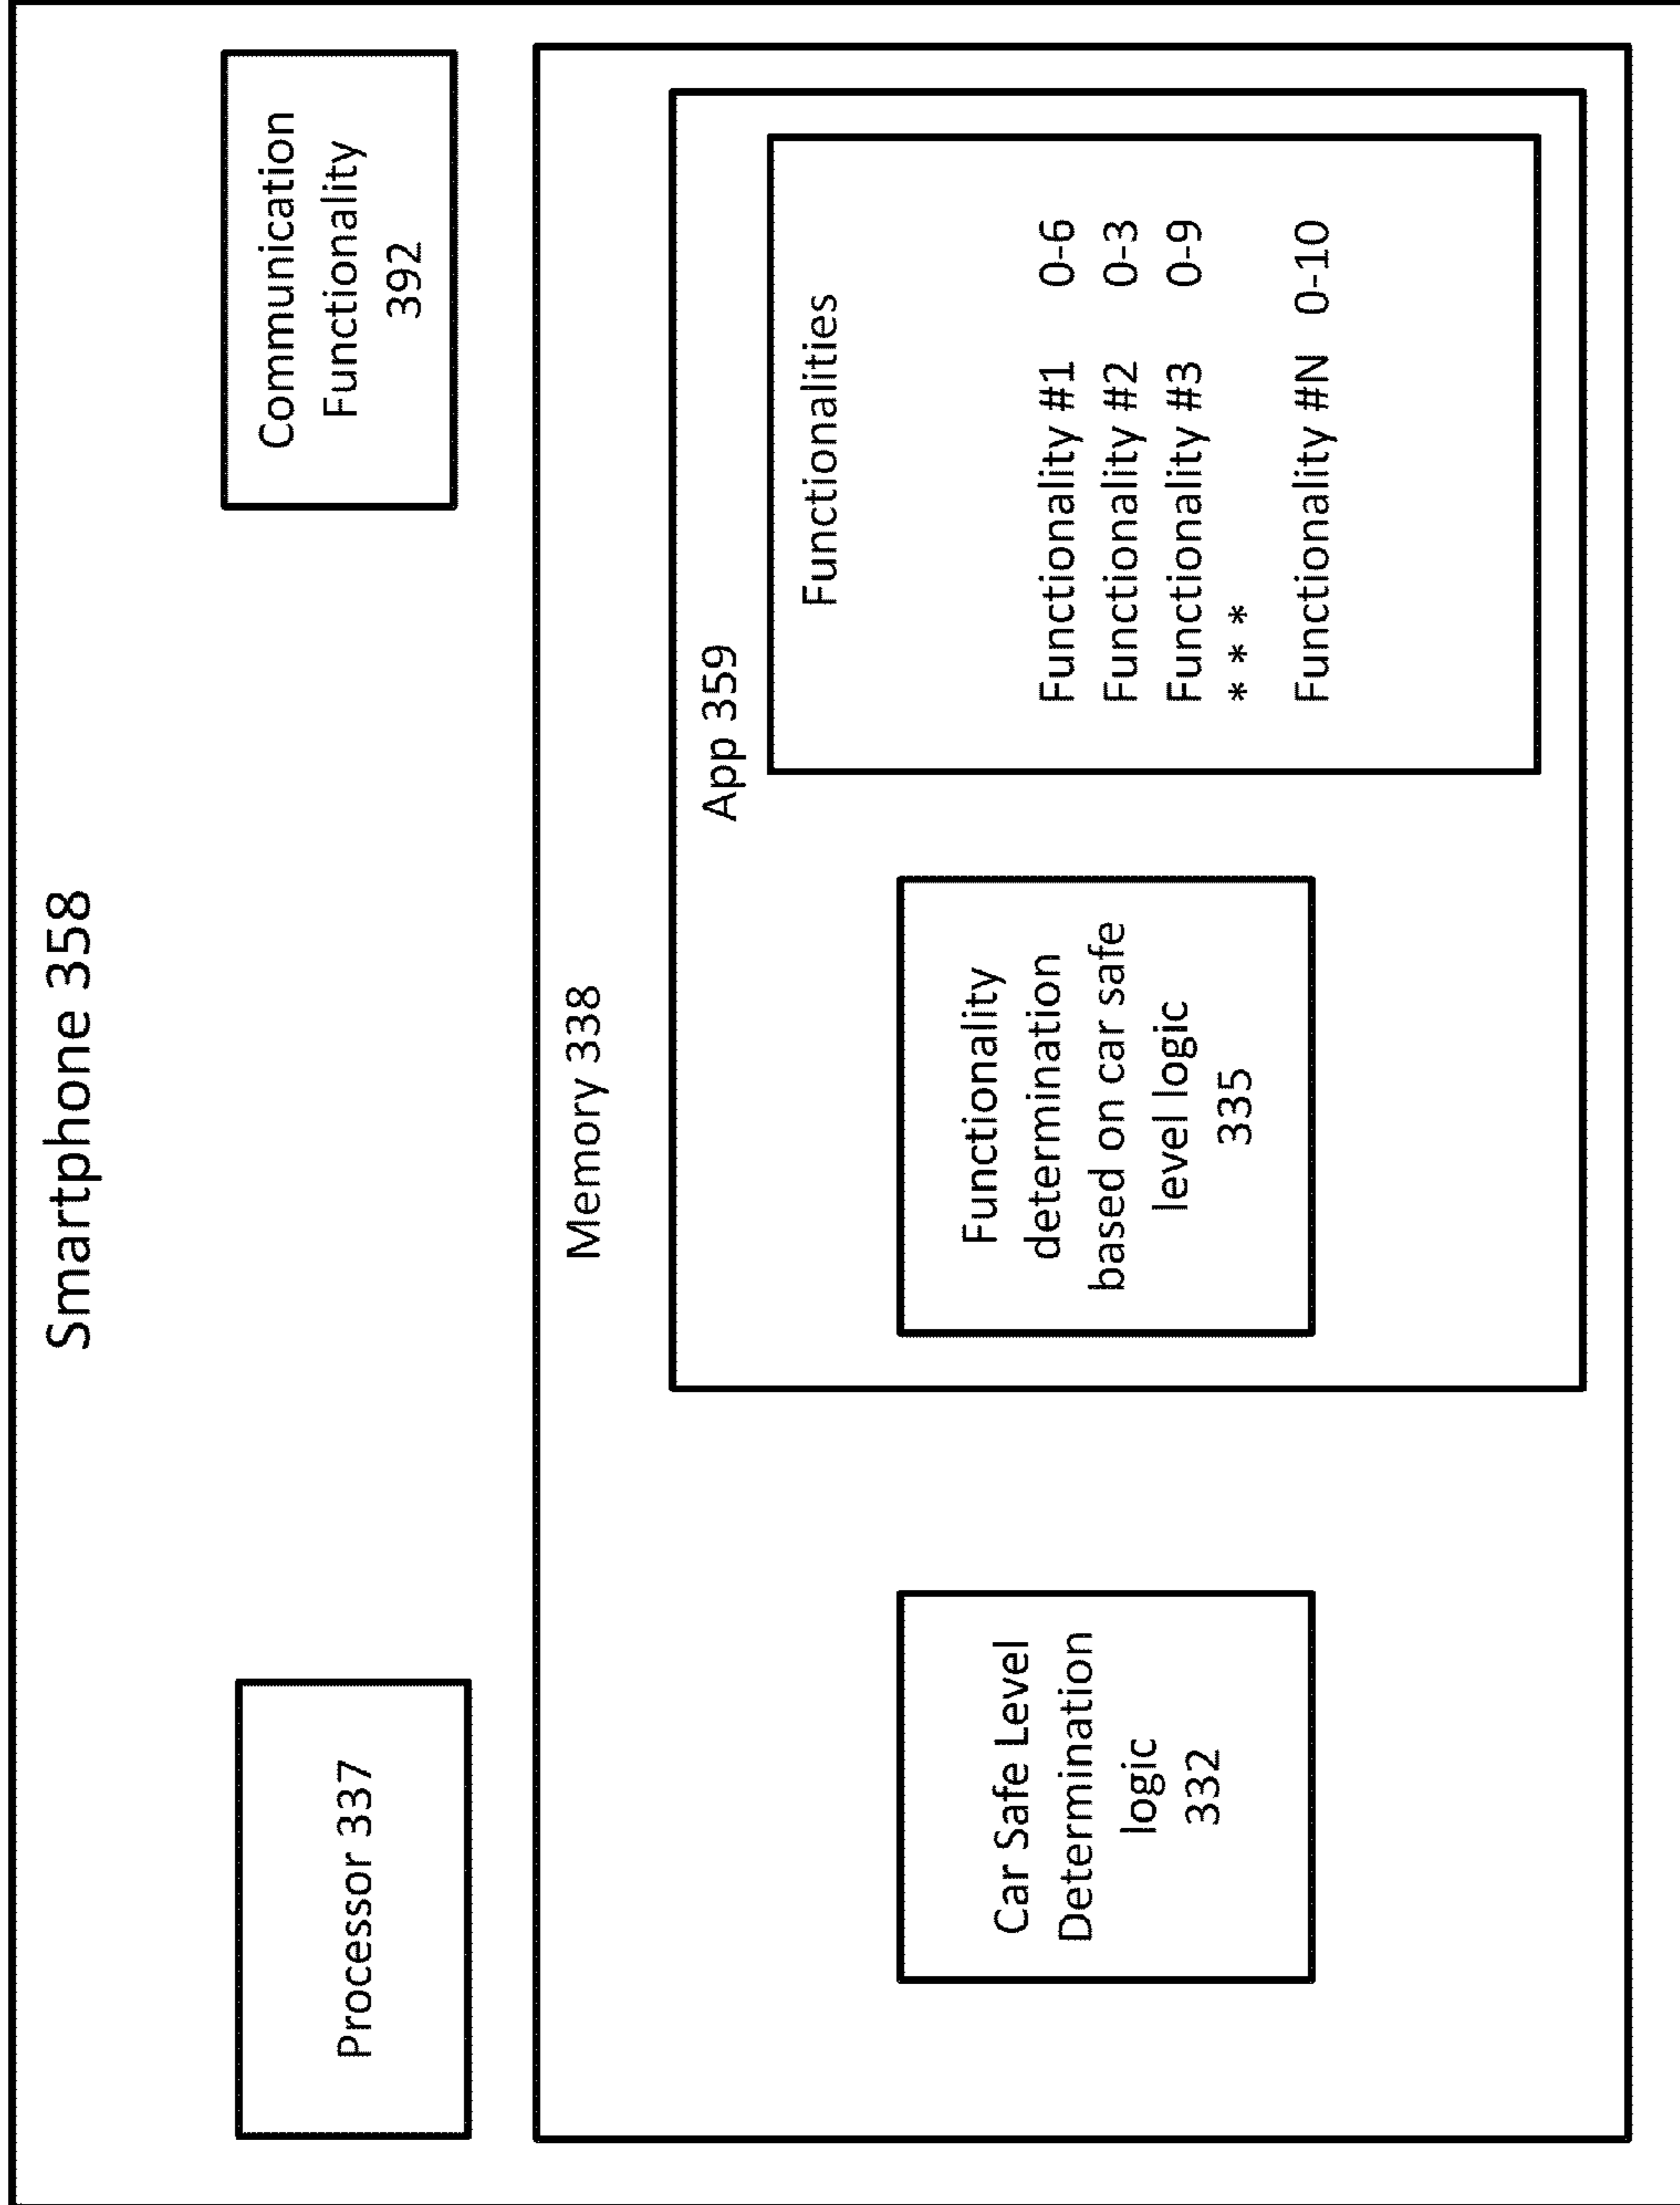 Smartphone 358
Processor 337
Communication
Functionality
392
Memory 338
Car Safe Level
Determination
logic
332
App 359
Functionality
determination
based on car safe
level logic
335
Functionalities
Functionality #1 0-6
Functionality #2 0-3
Functionality #3 0-9
* * *
Functionality #N 0-10